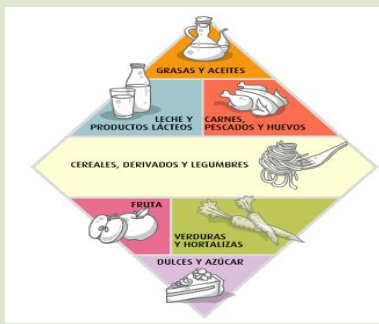 GRASAS Y ACEITES
LECHE Y
PRODUCTOS LÁCTEOS
CARNES,
PESCADOS Y HUEVOS
CEREALES, DERIVADOS Y LEGUMBRES
FRUTA
VERDURAS
Y HORTALIZAS
DULCES Y AZÚCAR